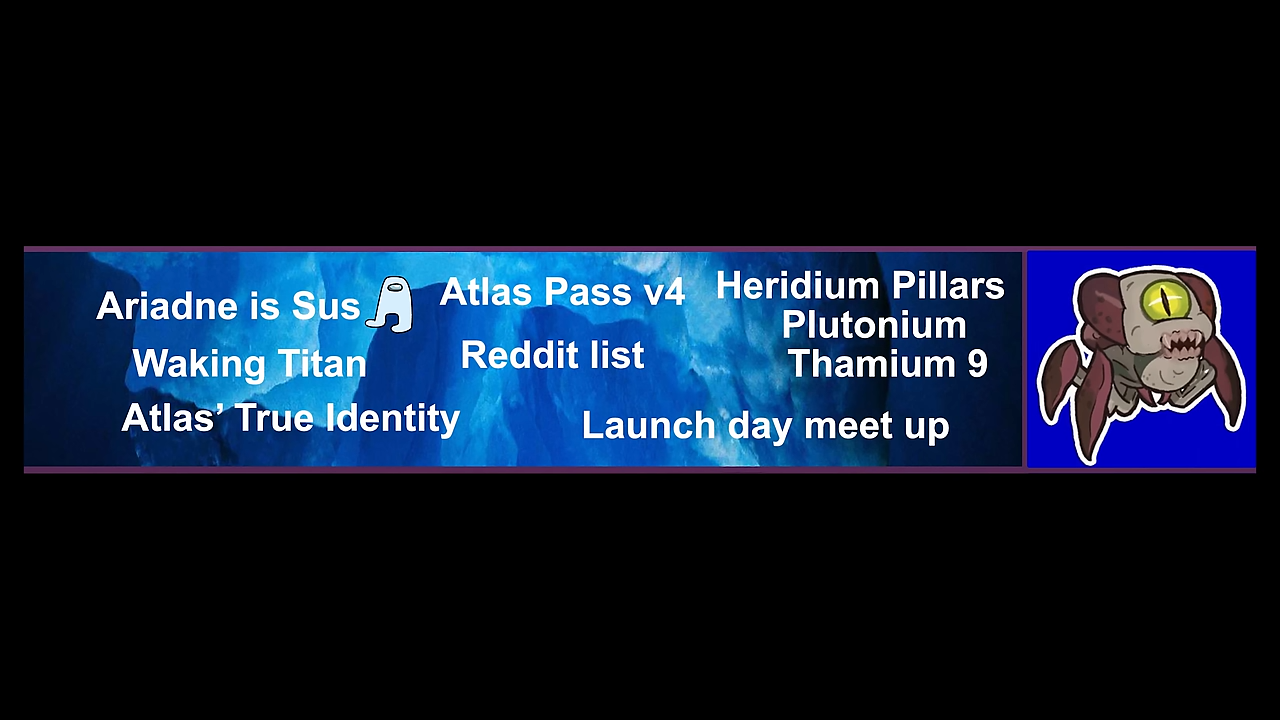 Ariadne is Sus
Waking Titan
Atlas’ True Identity
Atlas Pass v4
Reddit list
Heridium Pillars
Plutonium
Thamium 9
Launch day meet up